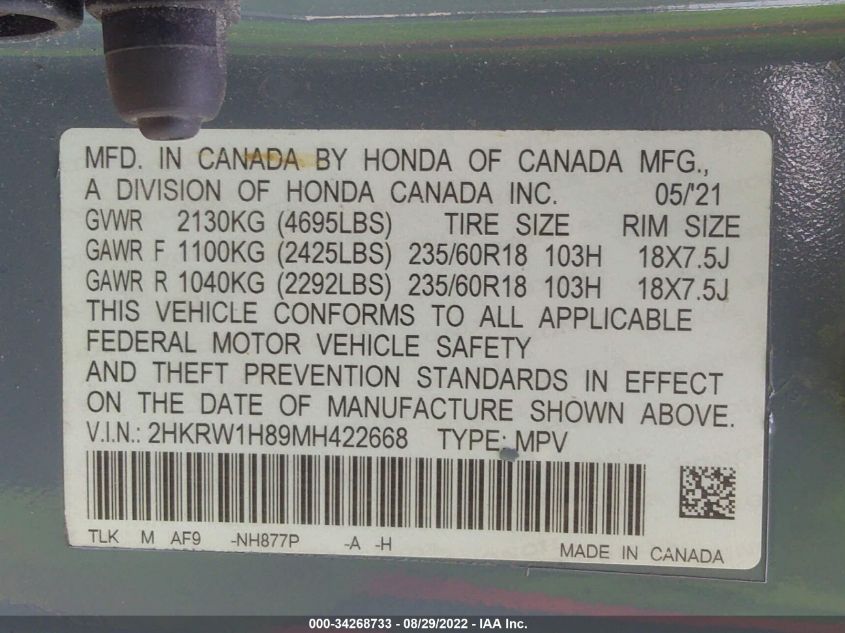 MFD. IN CANADA BY HONDA OF CANADA MFG.,
A DIVISION OF HONDA CANADA INC. 05/'21
GVWR 2130KG (4695LBS) TIRE SIZE RIM SIZE
GAWR F 1100KG (2425LBS) 235/60R18 103H 18X7.5J
GAWR R 1040KG (2292LBS) 235/60R18 103H 18X7.5J
THIS VEHICLE CONFORMS TO ALL APPLICABLE
FEDERAL MOTOR VEHICLE SAFETY
AND THEFT PREVENTION STANDARDS IN EFFECT
ON THE DATE OF MANUFACTURE SHOWN ABOVE.
V.I.N.: 2HKRW1H89MH422668 TYPE: MPV
TLK M AF9 -NH877P -A -H
MADE IN CANADA
000-34268733 - 08/29/2022 - IAA Inc.